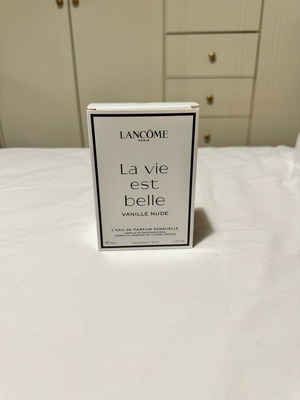 LANCÔME
PARIS
La vie
est
belle
VANILLE NUDE
L'EAU DE PARFUM SENSUELLE